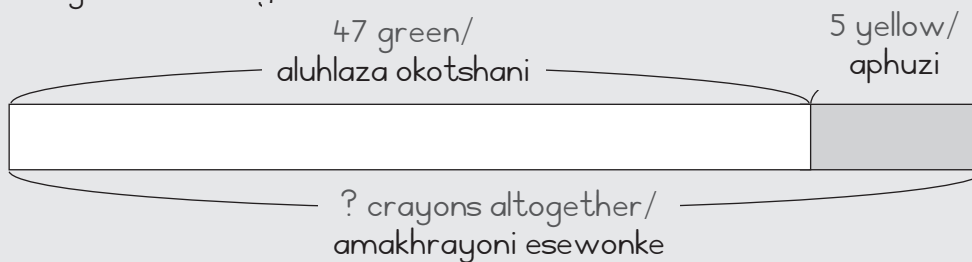 47 green/
aluhlaza okotshani
5 yellow/
aphuzi
? crayons altogether/
amakhrayoni esewonke